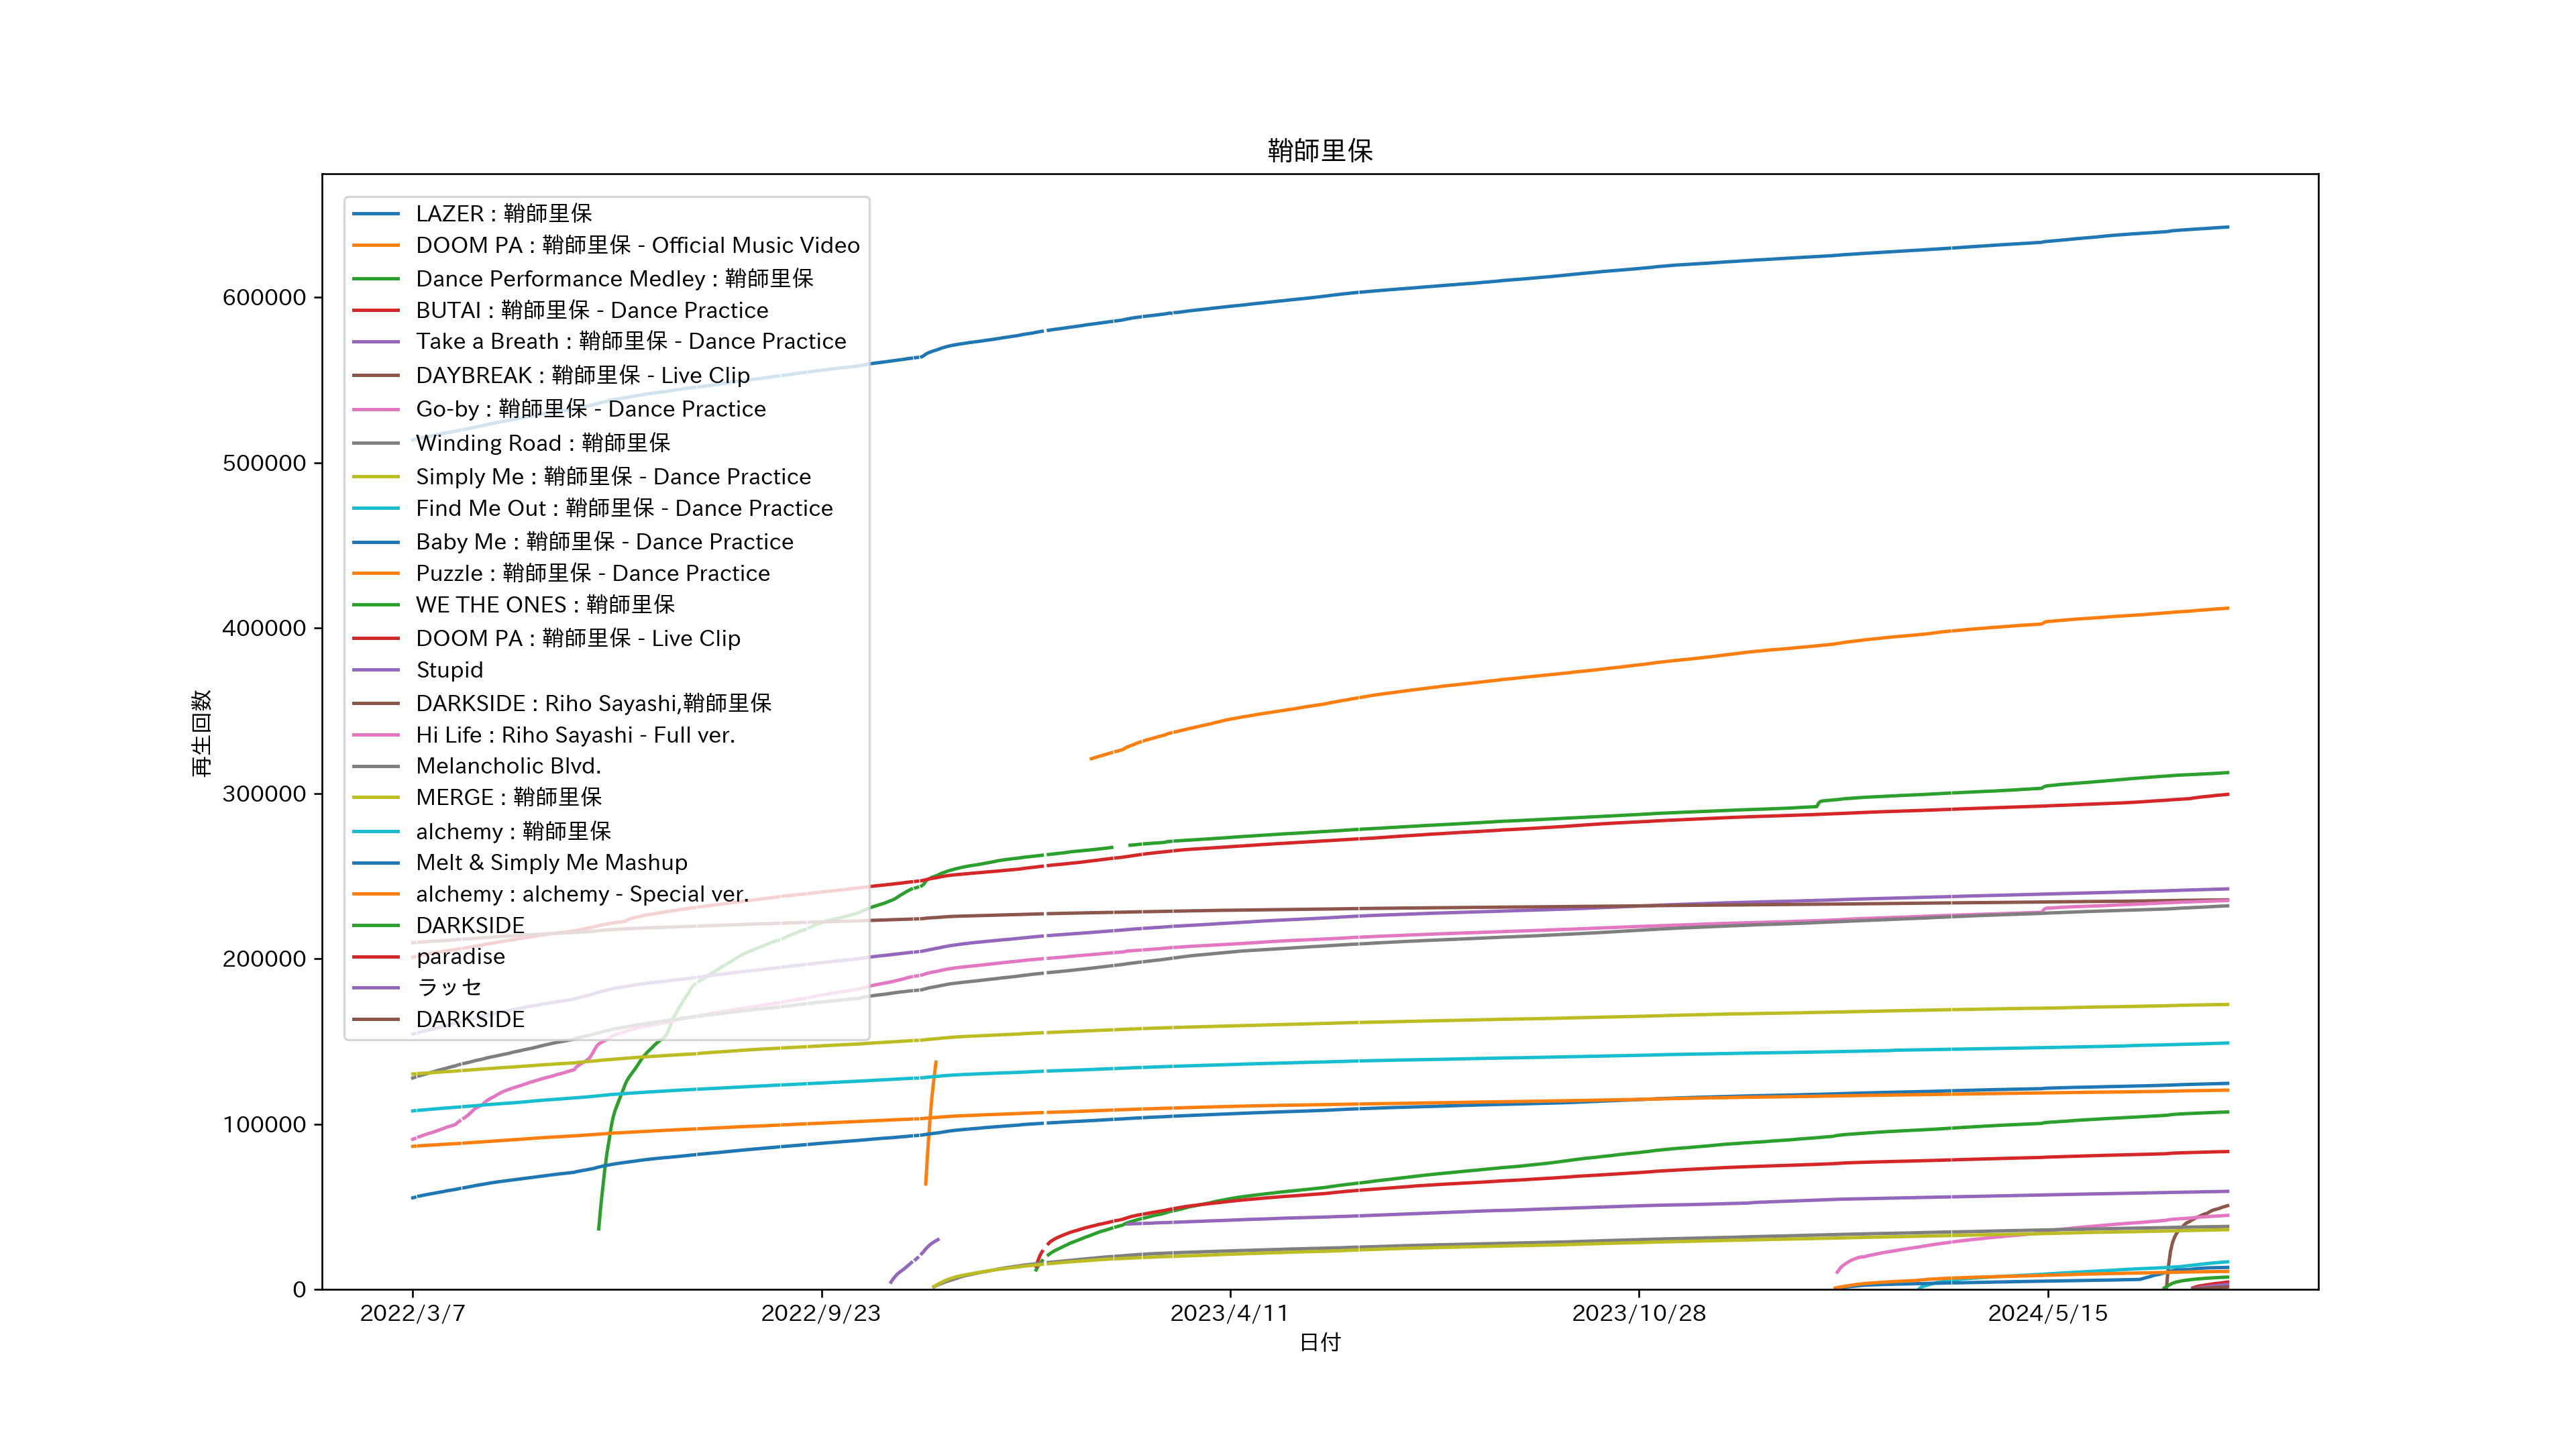 鞘師里保
LAZER : 鞘師里保
DOOM PA : 鞘師里保 - Official Music Video
Dance Performance Medley : 鞘師里保
BUTAI : 鞘師里保 - Dance Practice
Take a Breath : 鞘師里保 - Dance Practice
DAYBREAK : 鞘師里保 - Live Clip
Go-by : 鞘師里保 - Dance Practice
Winding Road : 鞘師里保
Simply Me : 鞘師里保 - Dance Practice
Find Me Out : 鞘師里保 - Dance Practice
Baby Me : 鞘師里保 - Dance Practice
Puzzle : 鞘師里保 - Dance Practice
WE THE ONES : 鞘師里保
DOOM PA : 鞘師里保 - Live Clip
Stupid
DARKSIDE : Riho Sayashi,鞘師里保
Hi Life : Riho Sayashi - Full ver.
Melancholic Blvd.
MERGE : 鞘師里保
alchemy : 鞘師里保
Melt & Simply Me Mashup
alchemy : alchemy - Special ver.
DARKSIDE
paradise
ラッセ
DARKSIDE
600000
500000
400000
300000
200000
100000
0
再生回数
2022/3/7
2022/9/23
2023/4/11
2023/10/28
2024/5/15
日付